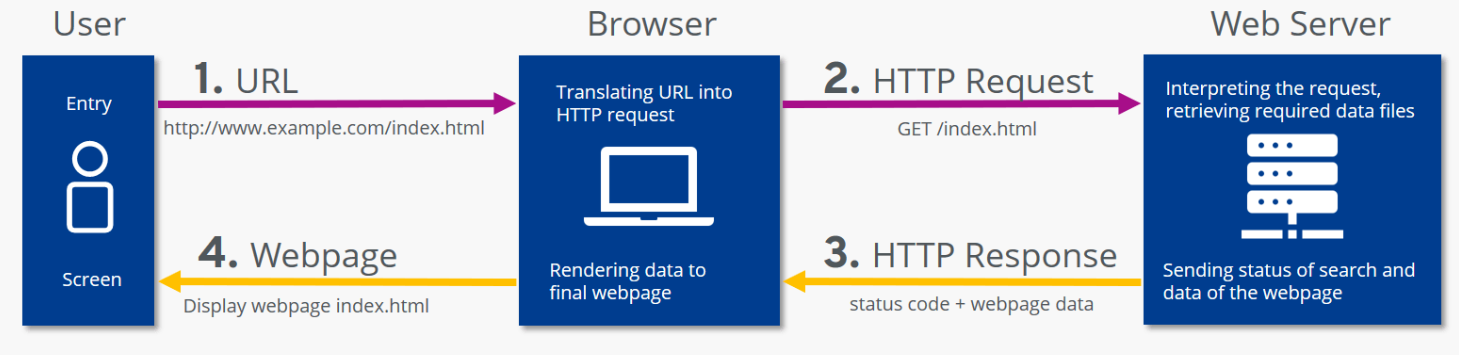 User
Browser
Web Server
Entry
Screen
1. URL
http://www.example.com/index.html
Translating URL into
HTTP request
2. HTTP Request
GET /index.html
Interpreting the request,
retrieving required data files
4. Webpage
Display webpage index.html
Rendering data to
final webpage
3. HTTP Response
status code + webpage data
Sending status of search and
data of the webpage